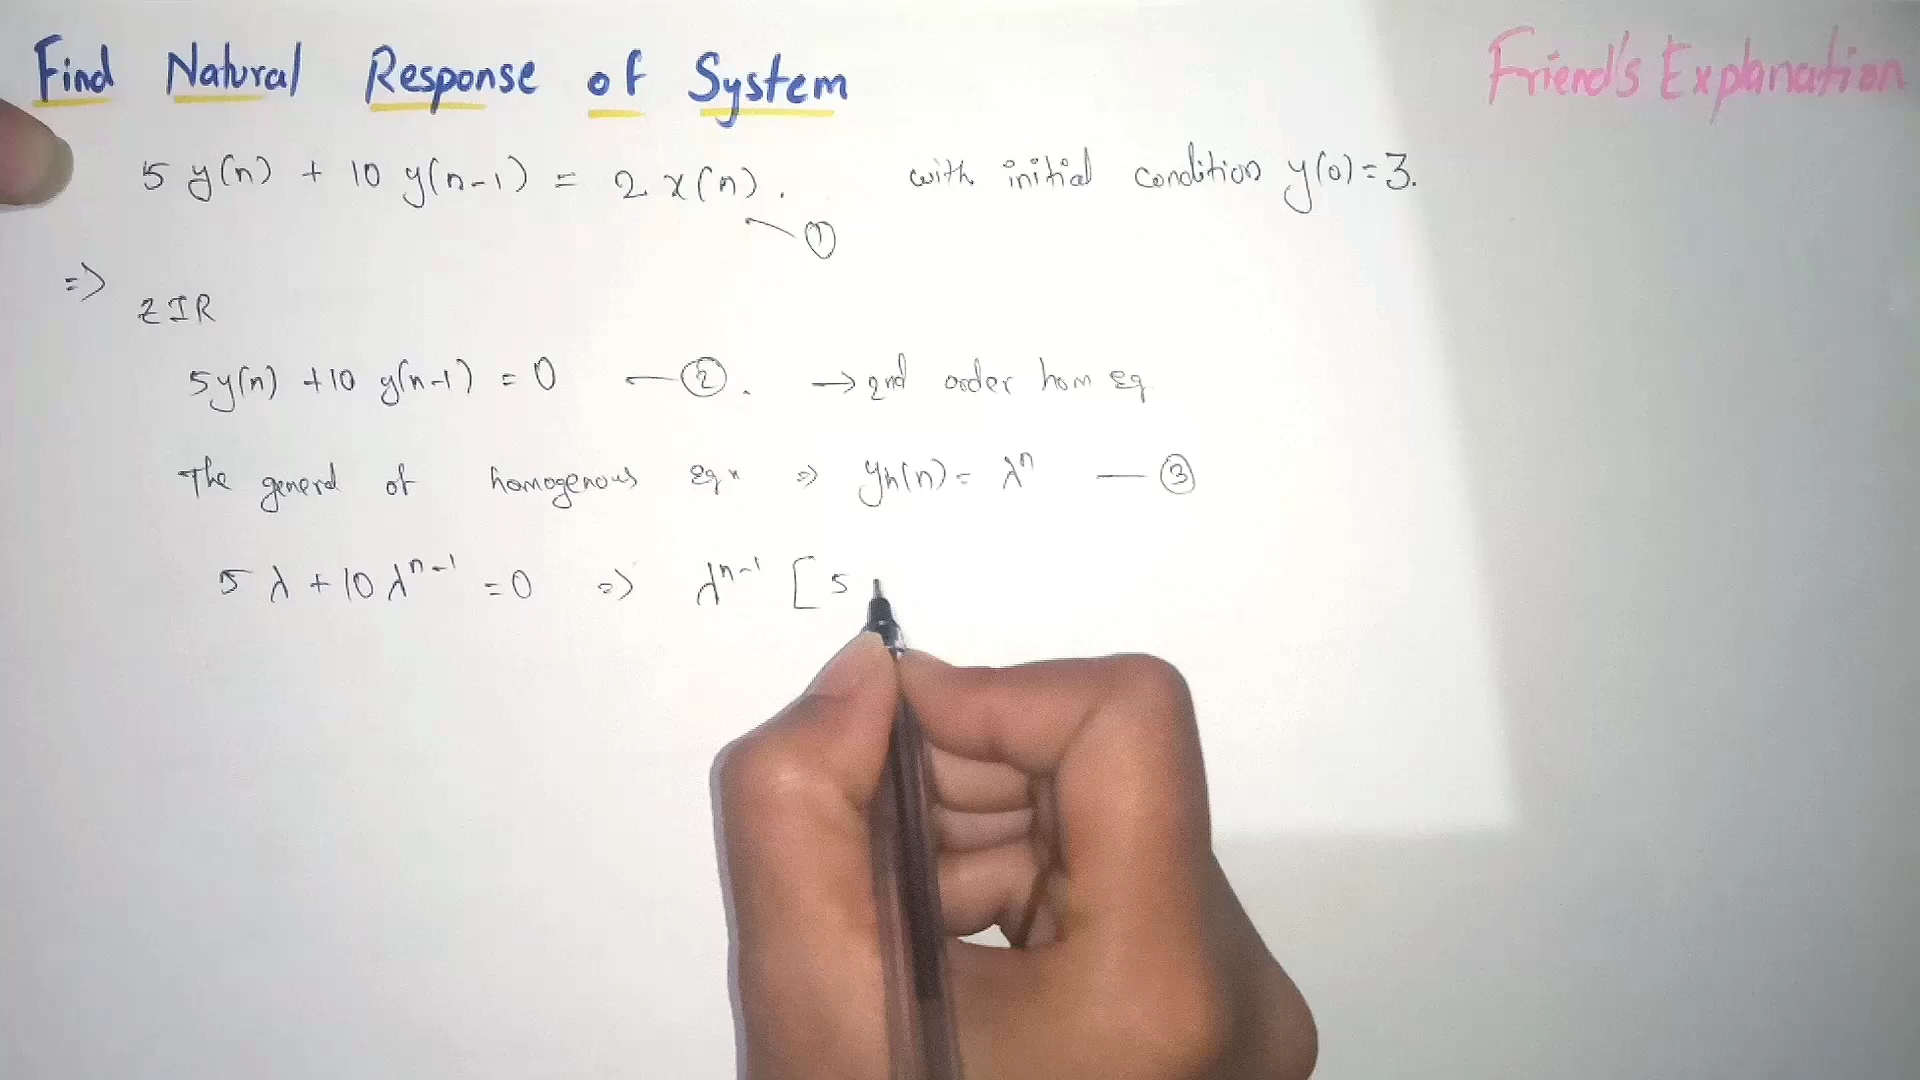 Find Natural Response of System
Friend's Explanation
5 y(n) + 10 y(n-1) = 2 x(n). with initial condition y(0)=3.
①
=>
ZIR
5y(n) +10 y(n-1) = 0 — ②. → 2nd order hom Eq
The general of homogenous Eqn => yh(n) = λⁿ — ③
5 λ + 10 λⁿ⁻¹ = 0 => λⁿ⁻¹ [ 5